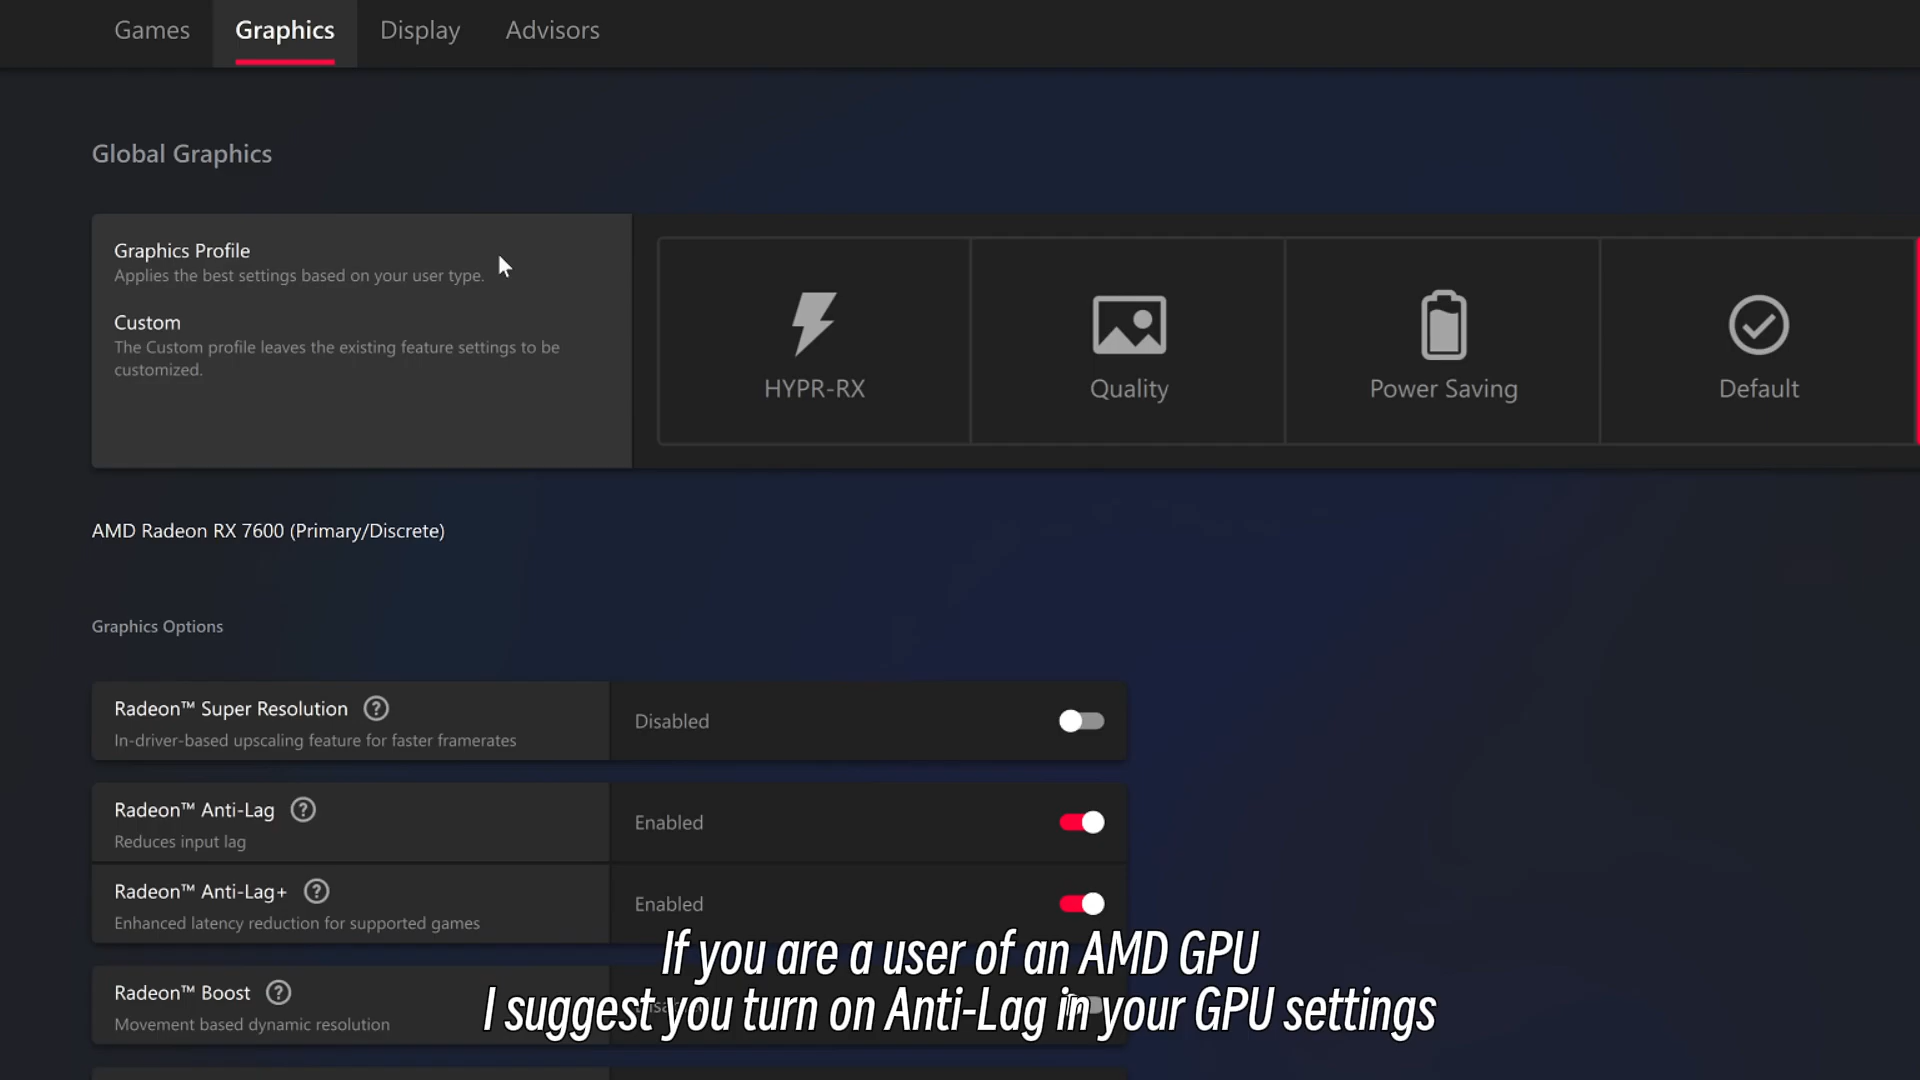 Games
Graphics
Display
Advisors
Global Graphics
Graphics Profile
Applies the best settings based on your user type.
Custom
The Custom profile leaves the existing feature settings to be
customized.
HYPR-RX
Quality
Power Saving
Default
AMD Radeon RX 7600 (Primary/Discrete)
Graphics Options
Radeon™ Super Resolution ?
In-driver-based upscaling feature for faster framerates
Disabled
Radeon™ Anti-Lag ?
Reduces input lag
Enabled
Radeon™ Anti-Lag+ ?
Enhanced latency reduction for supported games
Enabled
Radeon™ Boost ?
Movement based dynamic resolution
If you are a user of an AMD GPU
I suggest you turn on Anti-Lag in your GPU settings